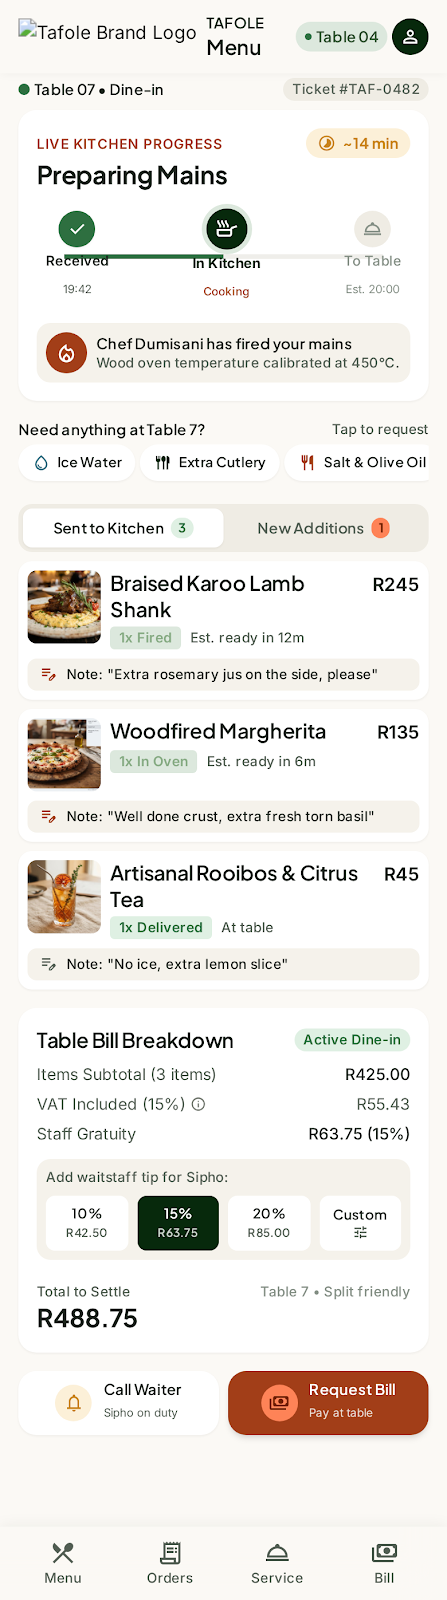 Tafole Brand Logo
TAFOLE
Menu
Table 04
Table 07 • Dine-in
Ticket #TAF-0482
LIVE KITCHEN PROGRESS
~14 min
Preparing Mains
Received
In Kitchen
To Table
19:42
Cooking
Est. 20:00
Chef Dumisani has fired your mains
Wood oven temperature calibrated at 450°C.
Need anything at Table 7?
Tap to request
Ice Water
Extra Cutlery
Salt & Olive Oil
Sent to Kitchen 3
New Additions 1
Braised Karoo Lamb
Shank
R245
1x Fired
Est. ready in 12m
Note: "Extra rosemary jus on the side, please"
Woodfired Margherita
R135
1x In Oven
Est. ready in 6m
Note: "Well done crust, extra fresh torn basil"
Artisanal Rooibos & Citrus
Tea
R45
1x Delivered
At table
Note: "No ice, extra lemon slice"
Table Bill Breakdown
Active Dine-in
Items Subtotal (3 items)
R425.00
VAT Included (15%)
R55.43
Staff Gratuity
R63.75 (15%)
Add waitstaff tip for Sipho:
10%
R42.50
15%
R63.75
20%
R85.00
Custom
Total to Settle
Table 7 • Split friendly
R488.75
Call Waiter
Sipho on duty
Request Bill
Pay at table
Menu
Orders
Service
Bill